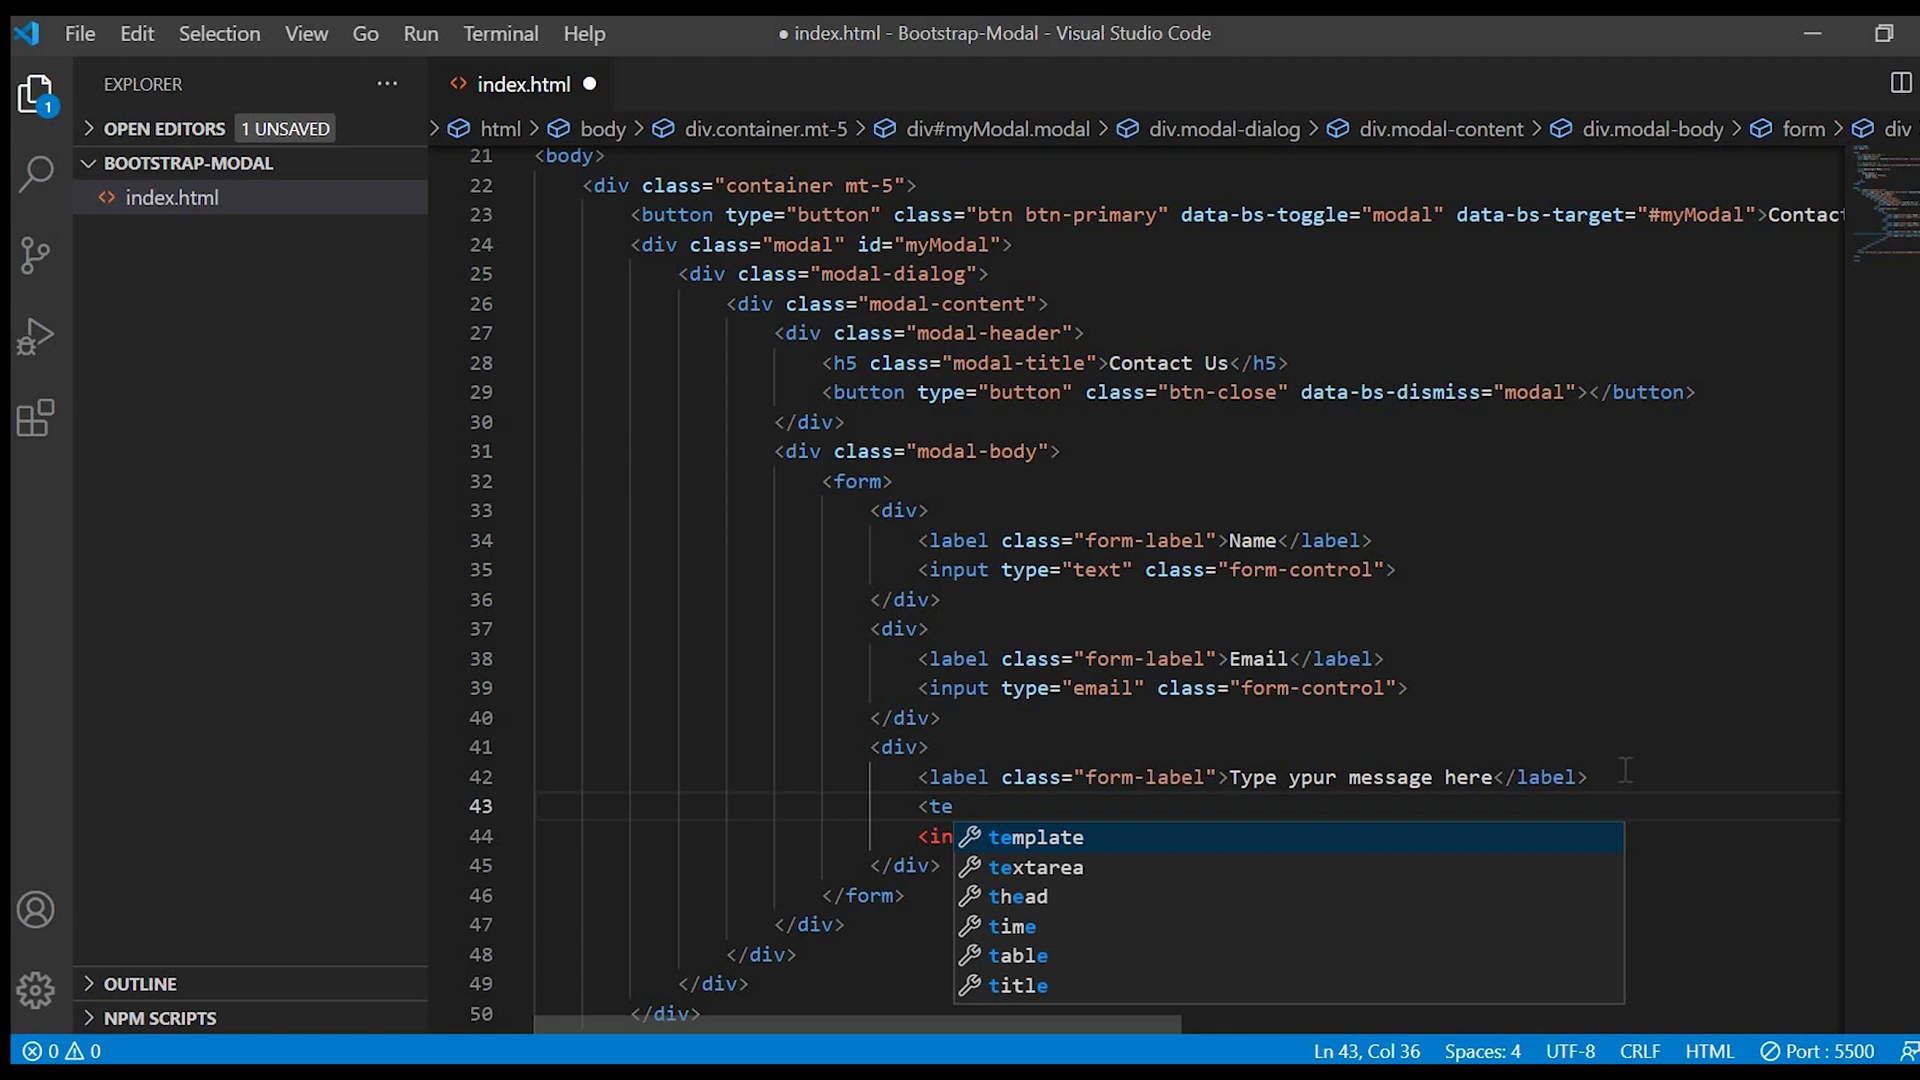 File Edit Selection View Go Run Terminal Help
● index.html - Bootstrap-Modal - Visual Studio Code
EXPLORER ···
index.html
1
OPEN EDITORS 1 UNSAVED
html > body > div.container.mt-5 > div#myModal.modal > div.modal-dialog > div.modal-content > div.modal-body > form > div
BOOTSTRAP-MODAL
index.html
21 <body>
22 <div class="container mt-5">
23 <button type="button" class="btn btn-primary" data-bs-toggle="modal" data-bs-target="#myModal">Contac
24 <div class="modal" id="myModal">
25 <div class="modal-dialog">
26 <div class="modal-content">
27 <div class="modal-header">
28 <h5 class="modal-title">Contact Us</h5>
29 <button type="button" class="btn-close" data-bs-dismiss="modal"></button>
30 </div>
31 <div class="modal-body">
32 <form>
33 <div>
34 <label class="form-label">Name</label>
35 <input type="text" class="form-control">
36 </div>
37 <div>
38 <label class="form-label">Email</label>
39 <input type="email" class="form-control">
40 </div>
41 <div>
42 <label class="form-label">Type ypur message here</label>
43 <te
44 <in
template
textarea
thead
time
table
title
45 </div>
46 </form>
47 </div>
48 </div>
49 </div>
50 </div>
OUTLINE
NPM SCRIPTS
0 0
Ln 43, Col 36 Spaces: 4 UTF-8 CRLF HTML Port : 5500